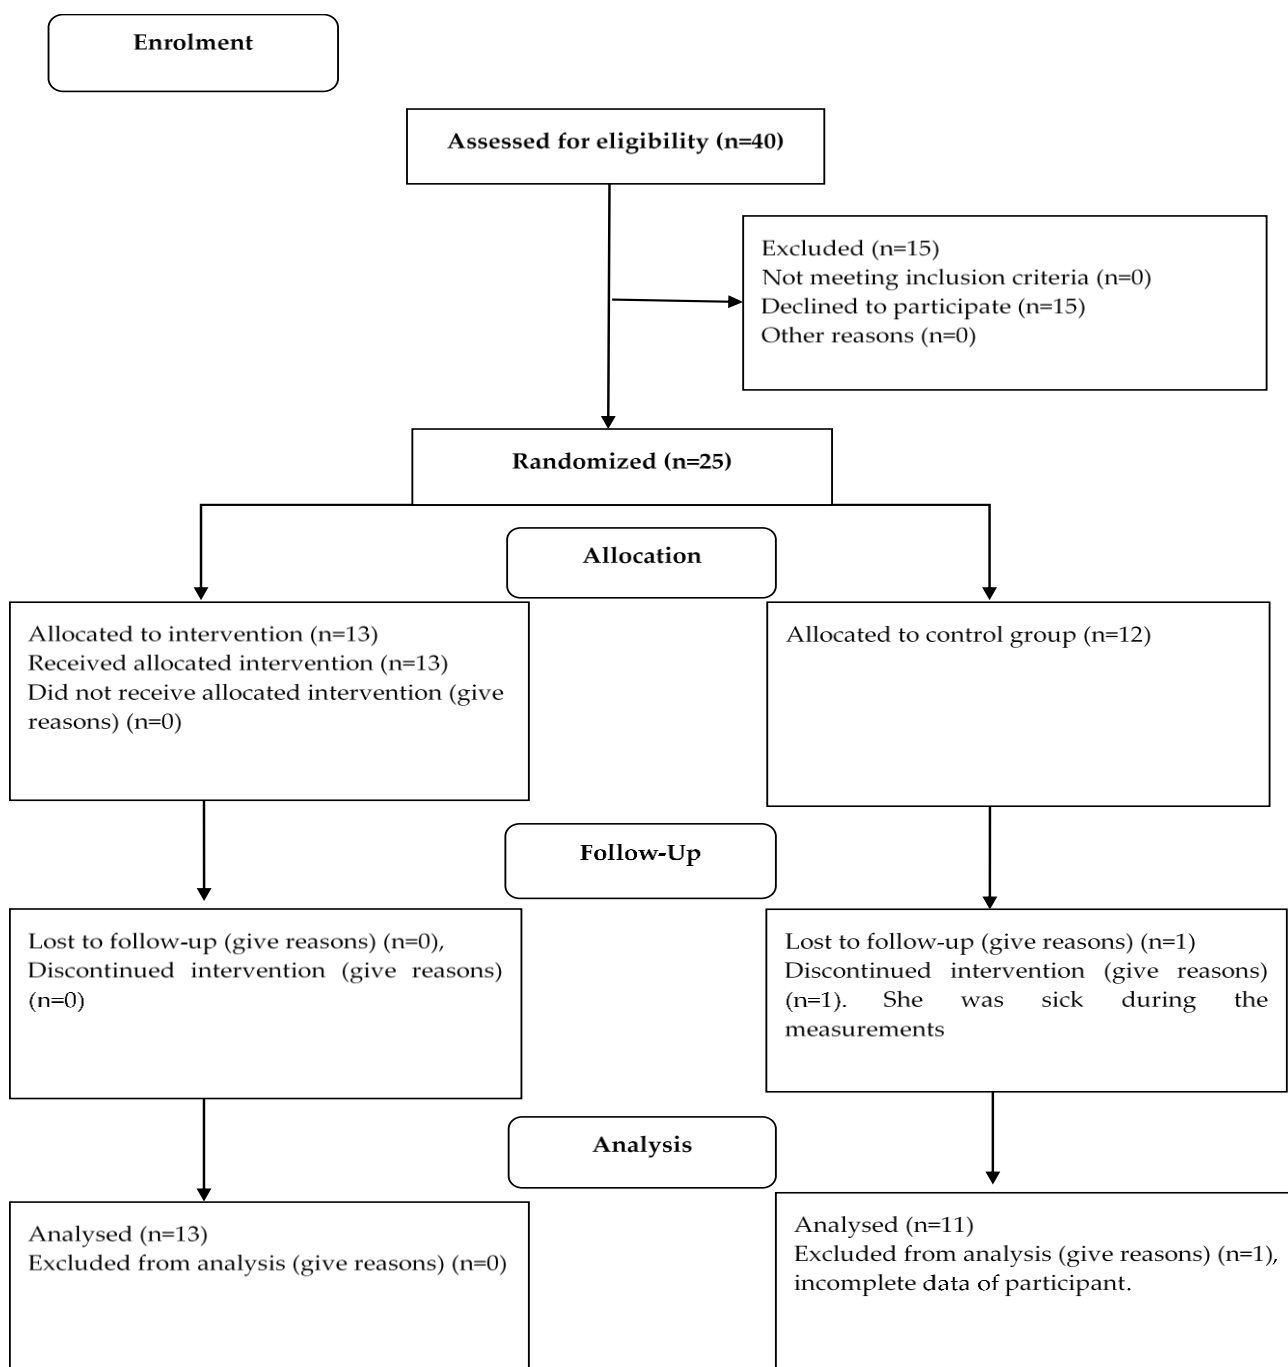 Enrolment
Assessed for eligibility (n=40)
Excluded (n=15)
Not meeting inclusion criteria (n=0)
Declined to participate (n=15)
Other reasons (n=0)
Randomized (n=25)
Allocation
Allocated to intervention (n=13)
Received allocated intervention (n=13)
Did not receive allocated intervention (give
reasons) (n=0)
Allocated to control group (n=12)
Follow-Up
Lost to follow-up (give reasons) (n=0),
Discontinued intervention (give reasons)
(n=0)
Lost to follow-up (give reasons) (n=1)
Discontinued intervention (give reasons)
(n=1). She was sick during the
measurements
Analysis
Analysed (n=13)
Excluded from analysis (give reasons) (n=0)
Analysed (n=11)
Excluded from analysis (give reasons) (n=1),
incomplete data of participant.